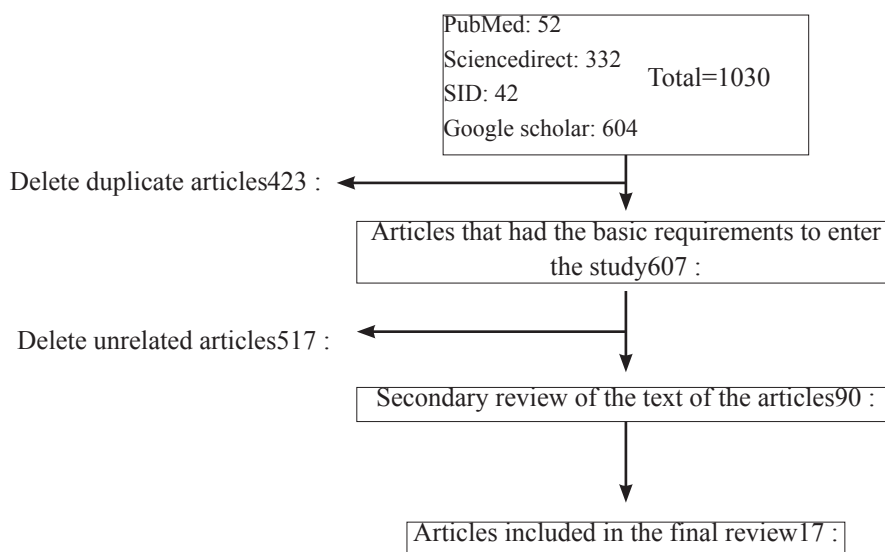 PubMed: 52
Sciencedirect: 332
SID: 42
Google scholar: 604
Total=1030
Delete duplicate articles423 :
Articles that had the basic requirements to enter
the study607 :
Delete unrelated articles517 :
Secondary review of the text of the articles90 :
Articles included in the final review17 :